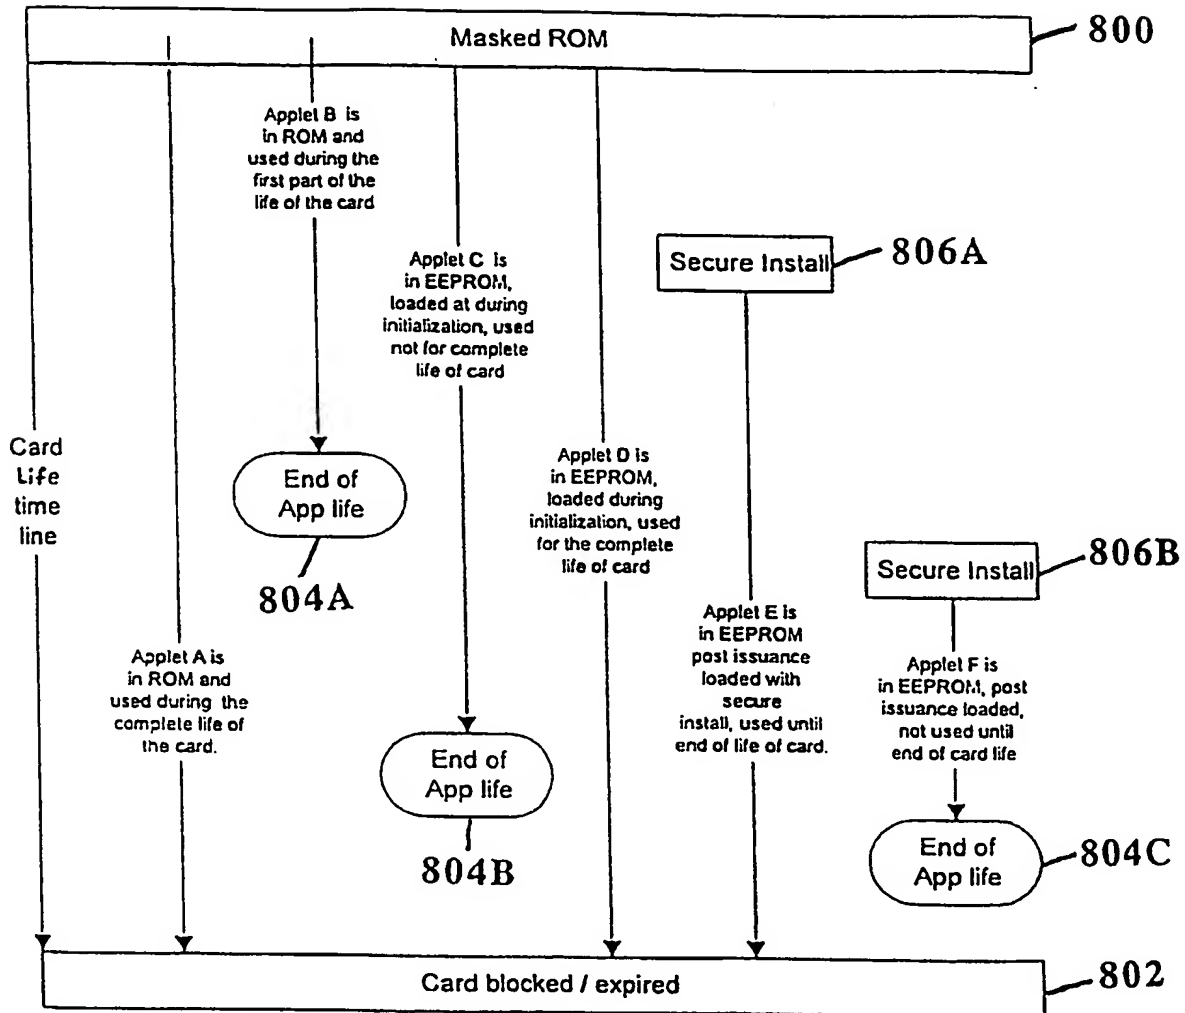 Masked ROM
800
Applet B is
in ROM and
used during the
first part of the
life of the card
Applet C is
in EEPROM,
loaded at during
initialization, used
not for complete
life of card
Secure Install
806A
Card
Life
time
line
End of
App life
804A
Applet D is
in EEPROM,
loaded during
initialization, used
for the complete
life of card
Secure Install
806B
Applet A is
in ROM and
used during the
complete life of
the card.
Applet E is
in EEPROM
post issuance
loaded with
secure
install, used until
end of life of card.
Applet F is
in EEPROM, post
issuance loaded,
not used until
end of card life
End of
App life
804B
End of
App life
804C
Card blocked / expired
802